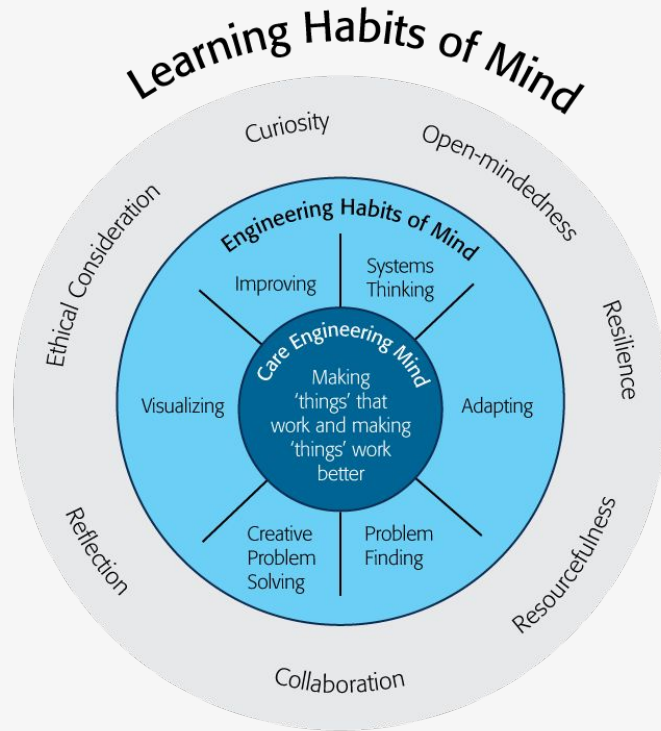 Learning Habits of Mind
Curiosity
Open-mindedness
Resilience
Resourcefulness
Collaboration
Reflection
Ethical Consideration
Engineering Habits of Mind
Improving
Systems
Thinking
Adapting
Problem
Finding
Creative
Problem
Solving
Visualizing
Care Engineering Mind
Making
'things' that
work and making
'things' work
better